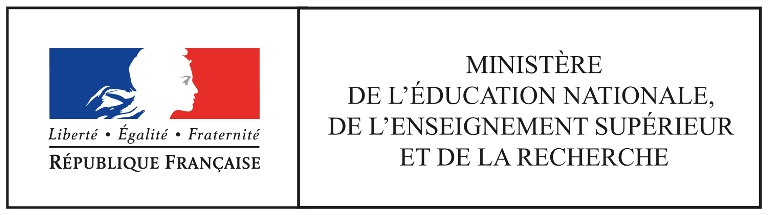 Liberté • Égalité • Fraternité
RÉPUBLIQUE FRANÇAISE
MINISTÈRE
DE L'ÉDUCATION NATIONALE,
DE L'ENSEIGNEMENT SUPÉRIEUR
ET DE LA RECHERCHE